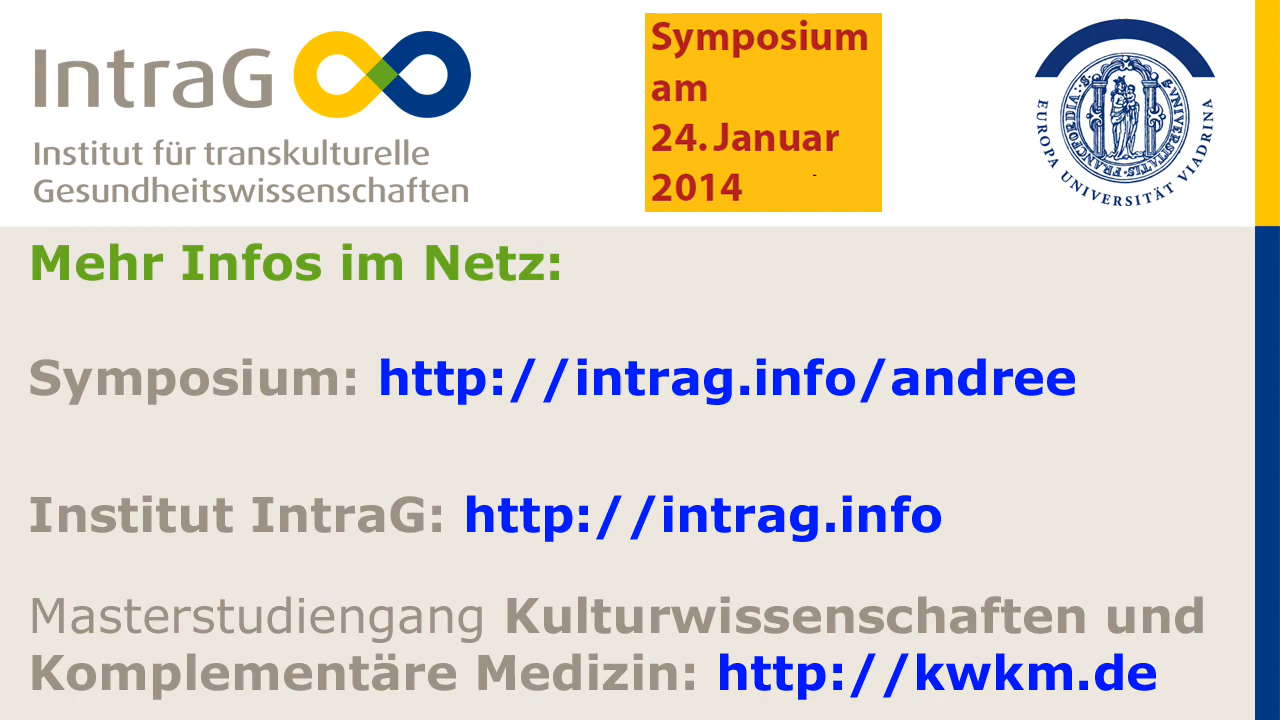 IntraG
Institut für transkulturelle
Gesundheitswissenschaften
Symposium
am
24. Januar
2014
EUROPA UNIVERSITÄT VIADRINA
Mehr Infos im Netz:
Symposium: http://intrag.info/andree
Institut IntraG: http://intrag.info
Masterstudiengang Kulturwissenschaften und
Komplementäre Medizin: http://kwkm.de